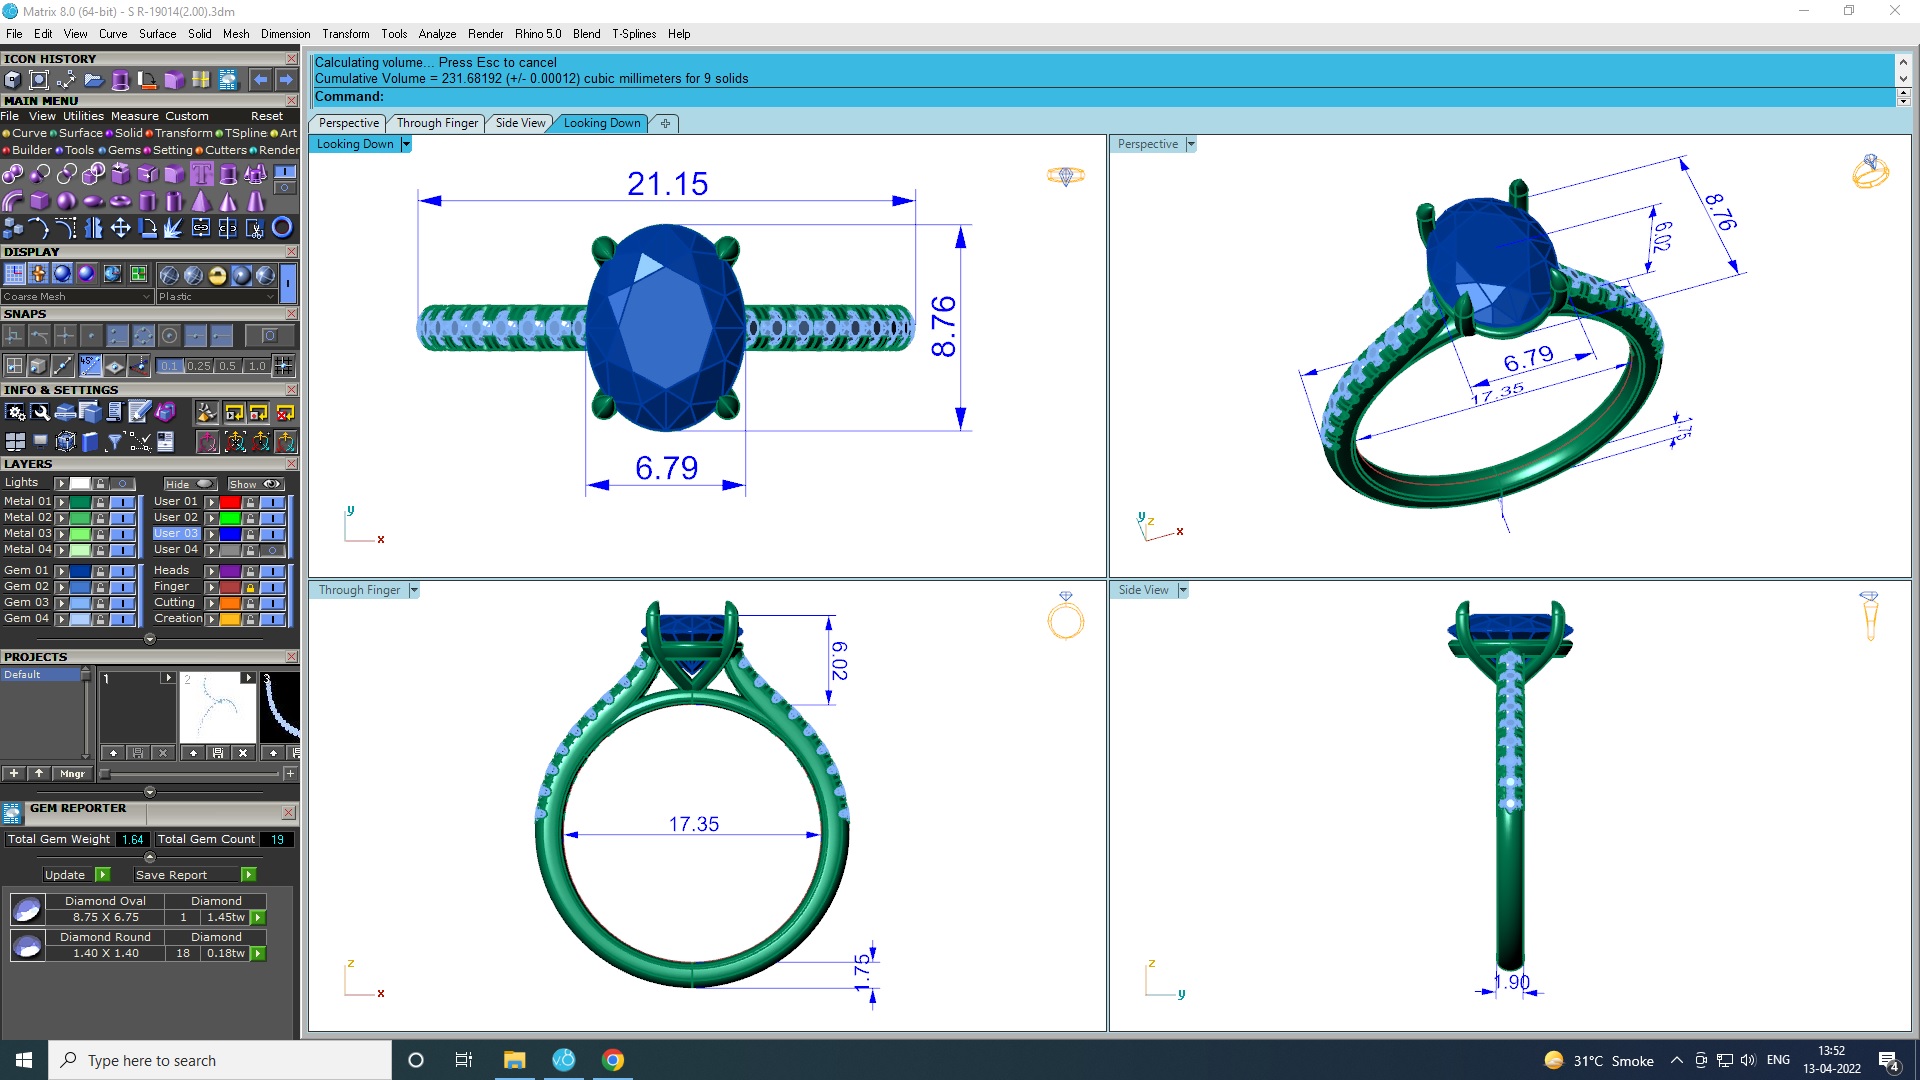 Matrix 8.0 (64-bit) - S R-19014(2.00).3dm
File Edit View Curve Surface Solid Mesh Dimension Transform Tools Analyze Render Rhino 5.0 Blend T-Splines Help
ICON HISTORY
MAIN MENU
File View Utilities Measure Custom Reset
Curve Surface Solid Transform TSpline Art
Builder Tools Gems Setting Cutters Render
DISPLAY
Coarse Mesh Plastic
SNAPS
45°
0.1 0.25 0.5 1.0
INFO & SETTINGS
LAYERS
Lights Hide Show
Metal 01 User 01
Metal 02 User 02
Metal 03 User 03
Metal 04 User 04
Gem 01 Heads
Gem 02 Finger
Gem 03 Cutting
Gem 04 Creation
PROJECTS
Default
1 2 3
+ Mngr
GEM REPORTER
Total Gem Weight 1.64 Total Gem Count 19
Update Save Report
Diamond Oval Diamond
8.75 X 6.75 1 1.45tw
Diamond Round Diamond
1.40 X 1.40 18 0.18tw
Calculating volume... Press Esc to cancel
Cumulative Volume = 231.68192 (+/- 0.00012) cubic millimeters for 9 solids
Command:
Perspective Through Finger Side View Looking Down
Looking Down
21.15
8.76
6.79
y
x
Perspective
8.76
6.02
6.79
17.35
1.75
y
z
x
Through Finger
6.02
17.35
1.75
z
x
Side View
1.90
z
y
Type here to search
31°C Smoke
ENG
13:52
13-04-2022
4